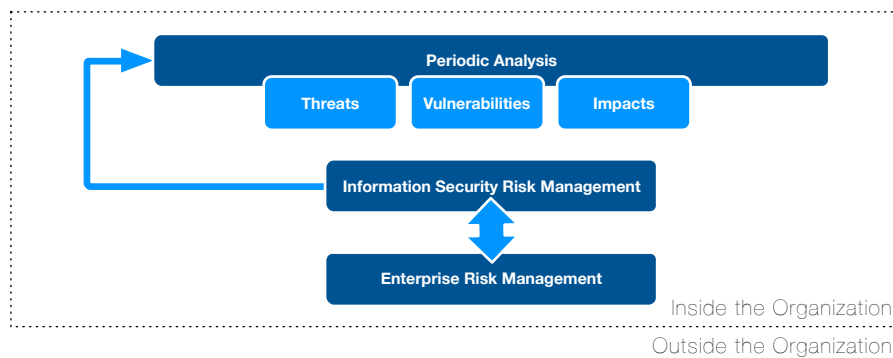 Periodic Analysis
Threats
Vulnerabilities
Impacts
Information Security Risk Management
Enterprise Risk Management
Inside the Organization
Outside the Organization